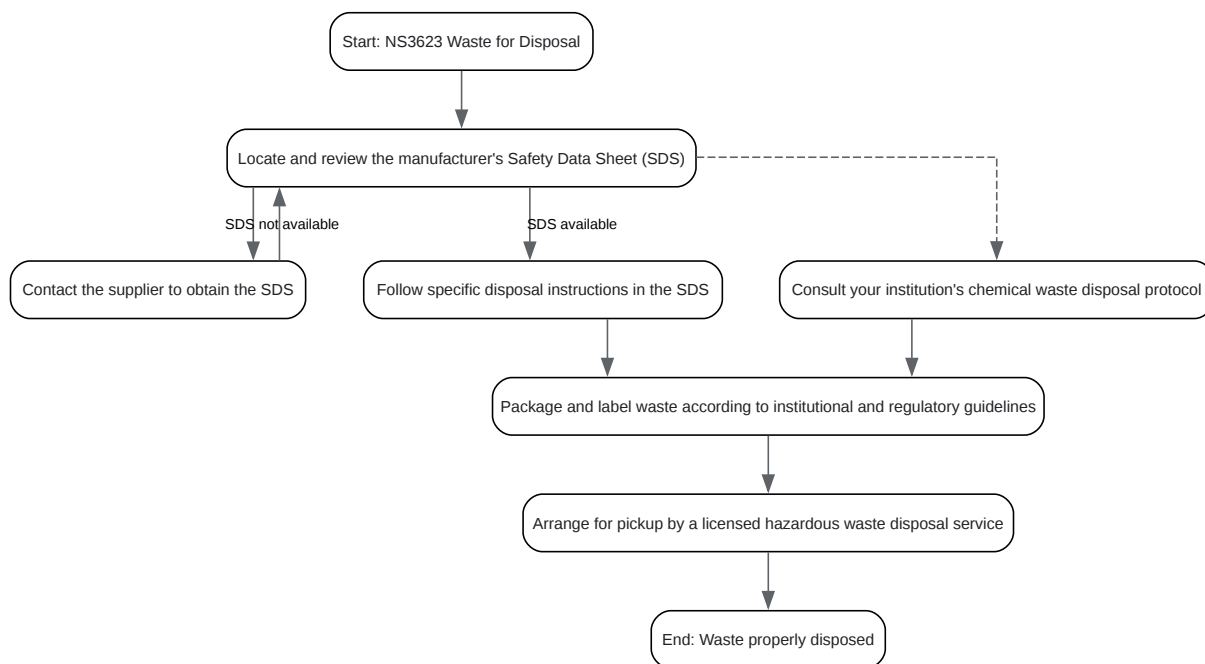 Start: NS3623 Waste for Disposal
Locate and review the manufacturer's Safety Data Sheet (SDS)
SDS not available
SDS available
Contact the supplier to obtain the SDS
Follow specific disposal instructions in the SDS
Consult your institution's chemical waste disposal protocol
Package and label waste according to institutional and regulatory guidelines
Arrange for pickup by a licensed hazardous waste disposal service
End: Waste properly disposed